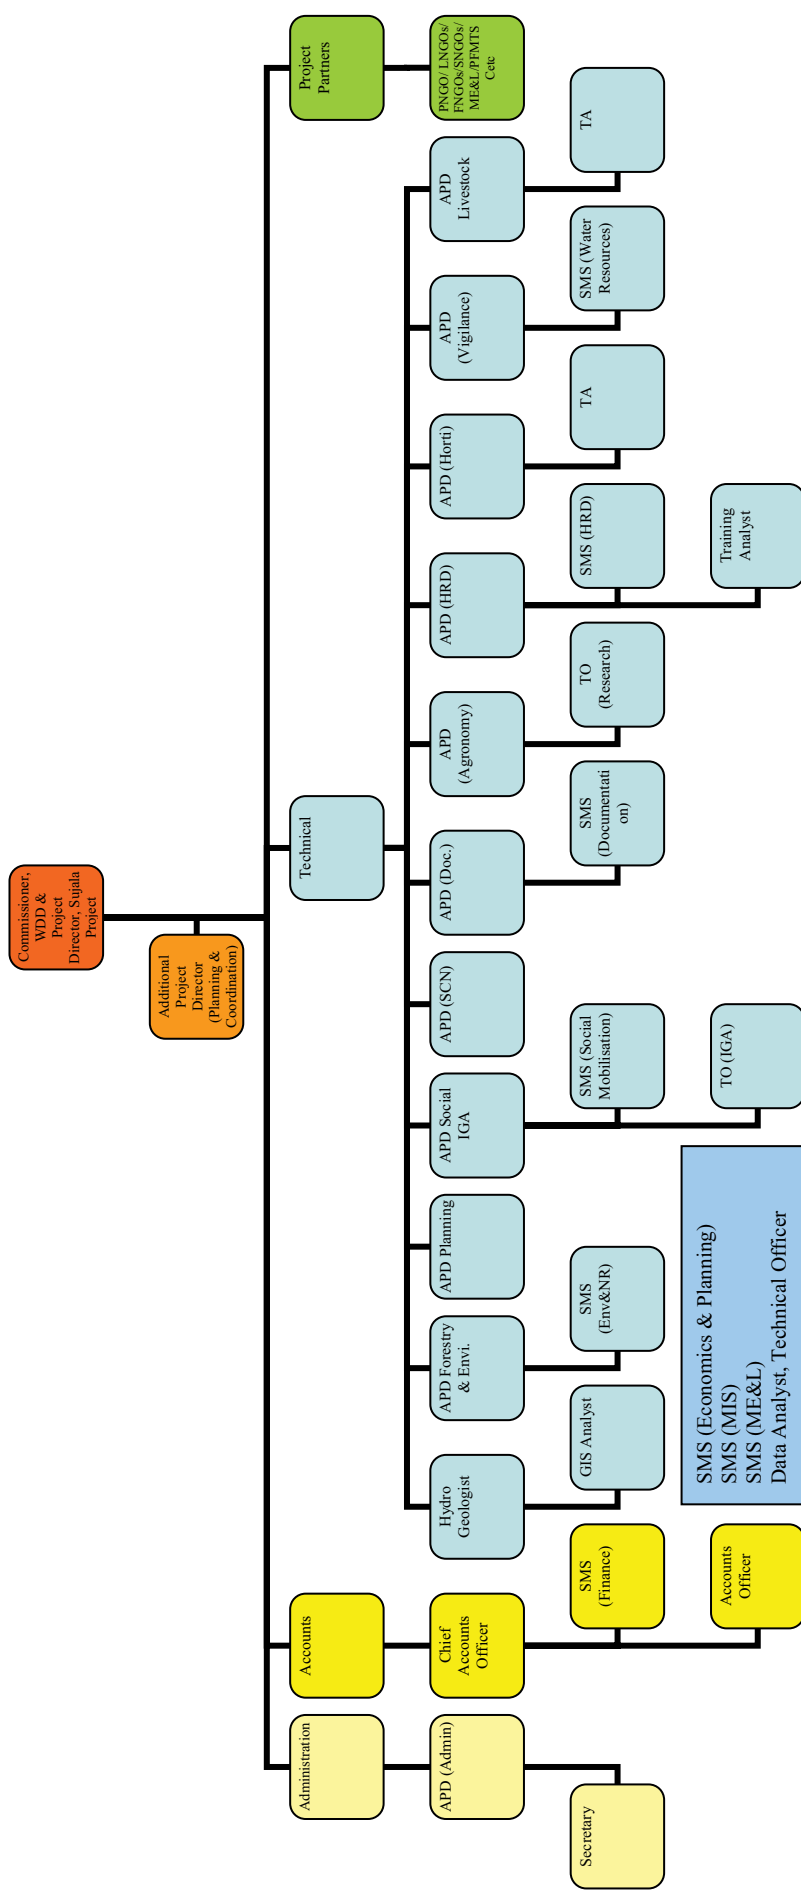 Commissioner,
WDD &
Project
Director, Sujala
Project
Additional
Project
Director
(Planning &
Coordination)
Administration
Accounts
Technical
Project
Partners
APD (Admin)
Chief
Accounts
Officer
Hydro
Geologist
APD Forestry
& Envi.
APD Planning
APD Social
IGA
APD (SCN)
APD (Doc.)
APD
(Agronomy)
APD (HRD)
APD (Horti)
APD
(Vigilance)
APD
Livestock
PNGO/ LNGOs/
FNGOs/SNGOs/
ME&L/PFMTS
Cetc
Secretary
SMS
(Finance)
GIS Analyst
SMS
(Env&NR)
SMS (Social
Mobilisation)
SMS
(Documentati
on)
TO
(Research)
SMS (HRD)
TA
SMS (Water
Resources)
TA
Accounts
Officer
SMS (Economics & Planning)
SMS (MIS)
SMS (ME&L)
Data Analyst, Technical Officer
TO (IGA)
Training
Analyst